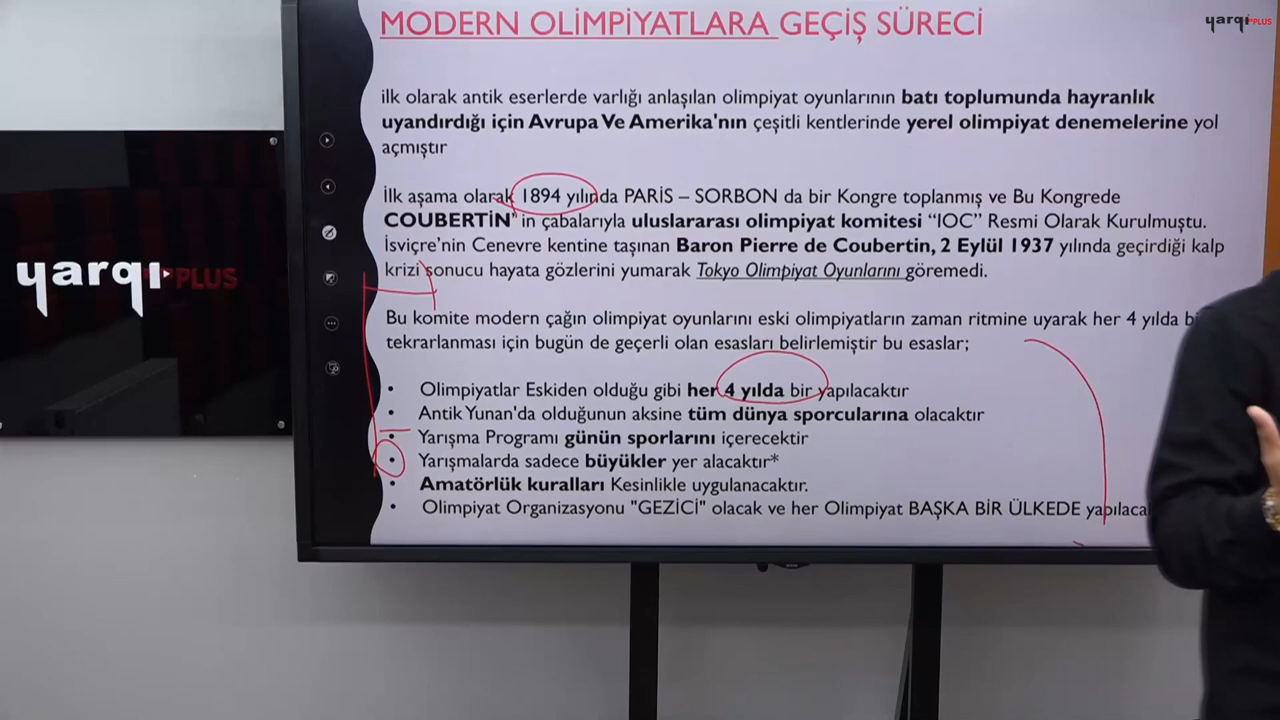 MODERN OLİMPİYATLARA GEÇİŞ SÜRECİ
yarqı PLUS
ilk olarak antik eserlerde varlığı anlaşılan olimpiyat oyunlarının batı toplumunda hayranlık
uyandırdığı için Avrupa Ve Amerika'nın çeşitli kentlerinde yerel olimpiyat denemelerine yol
açmıştır
İlk aşama olarak 1894 yılında PARİS – SORBON da bir Kongre toplanmış ve Bu Kongrede
COUBERTİN" in çabalarıyla uluslararası olimpiyat komitesi “IOC” Resmi Olarak Kurulmuştu.
İsviçre’nin Cenevre kentine taşınan Baron Pierre de Coubertin, 2 Eylül 1937 yılında geçirdiği kalp
krizi sonucu hayata gözlerini yumarak Tokyo Olimpiyat Oyunlarını göremedi.
yarqı PLUS
Bu komite modern çağın olimpiyat oyunlarını eski olimpiyatların zaman ritmine uyarak her 4 yılda
tekrarlanması için bugün de geçerli olan esasları belirlemiştir bu esaslar;
• Olimpiyatlar Eskiden olduğu gibi her 4 yılda bir yapılacaktır
• Antik Yunan'da olduğunun aksine tüm dünya sporcularına olacaktır
• Yarışma Programı günün sporlarını içerecektir
• Yarışmalarda sadece büyükler yer alacaktır*
• Amatörlük kuralları Kesinlikle uygulanacaktır.
• Olimpiyat Organizasyonu "GEZİCİ" olacak ve her Olimpiyat BAŞKA BİR ÜLKEDE